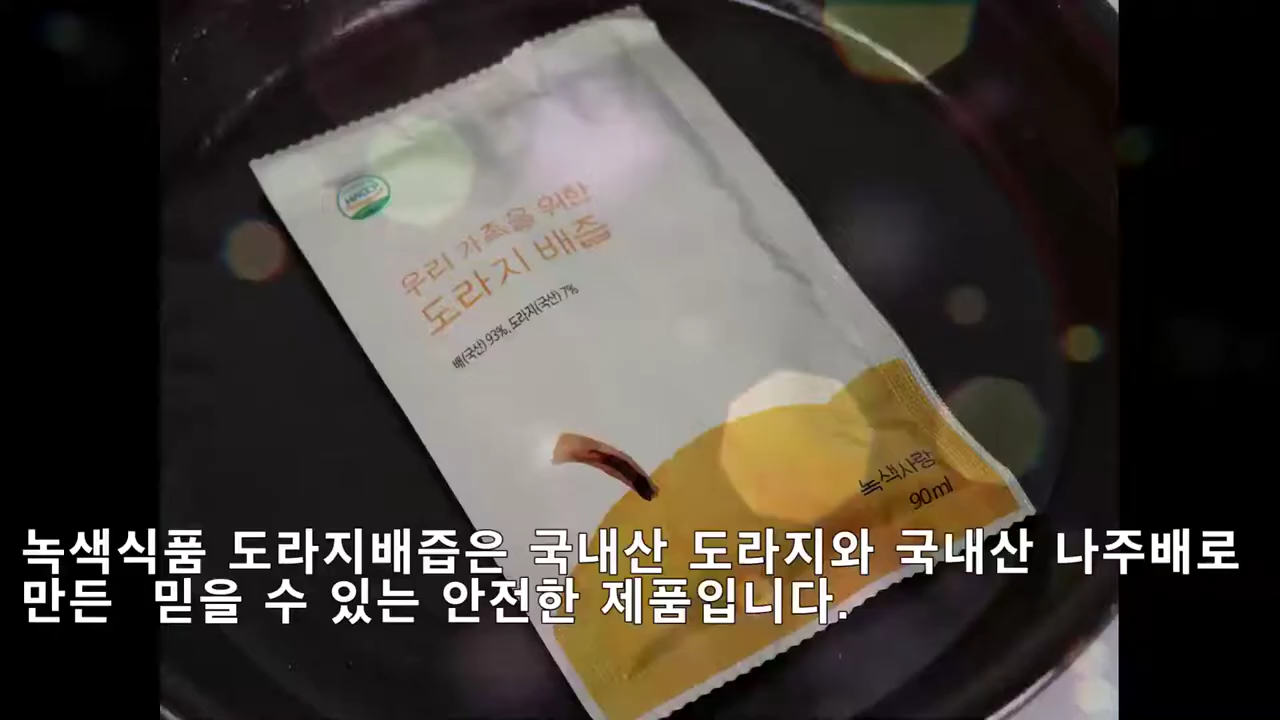 HACCP
우리 가족을 위한
도라지 배즙
배(국산) 93%, 도라지(국산) 7%
녹색사랑
90ml
녹색식품 도라지배즙은 국내산 도라지와 국내산 나주배로
만든 믿을 수 있는 안전한 제품입니다.